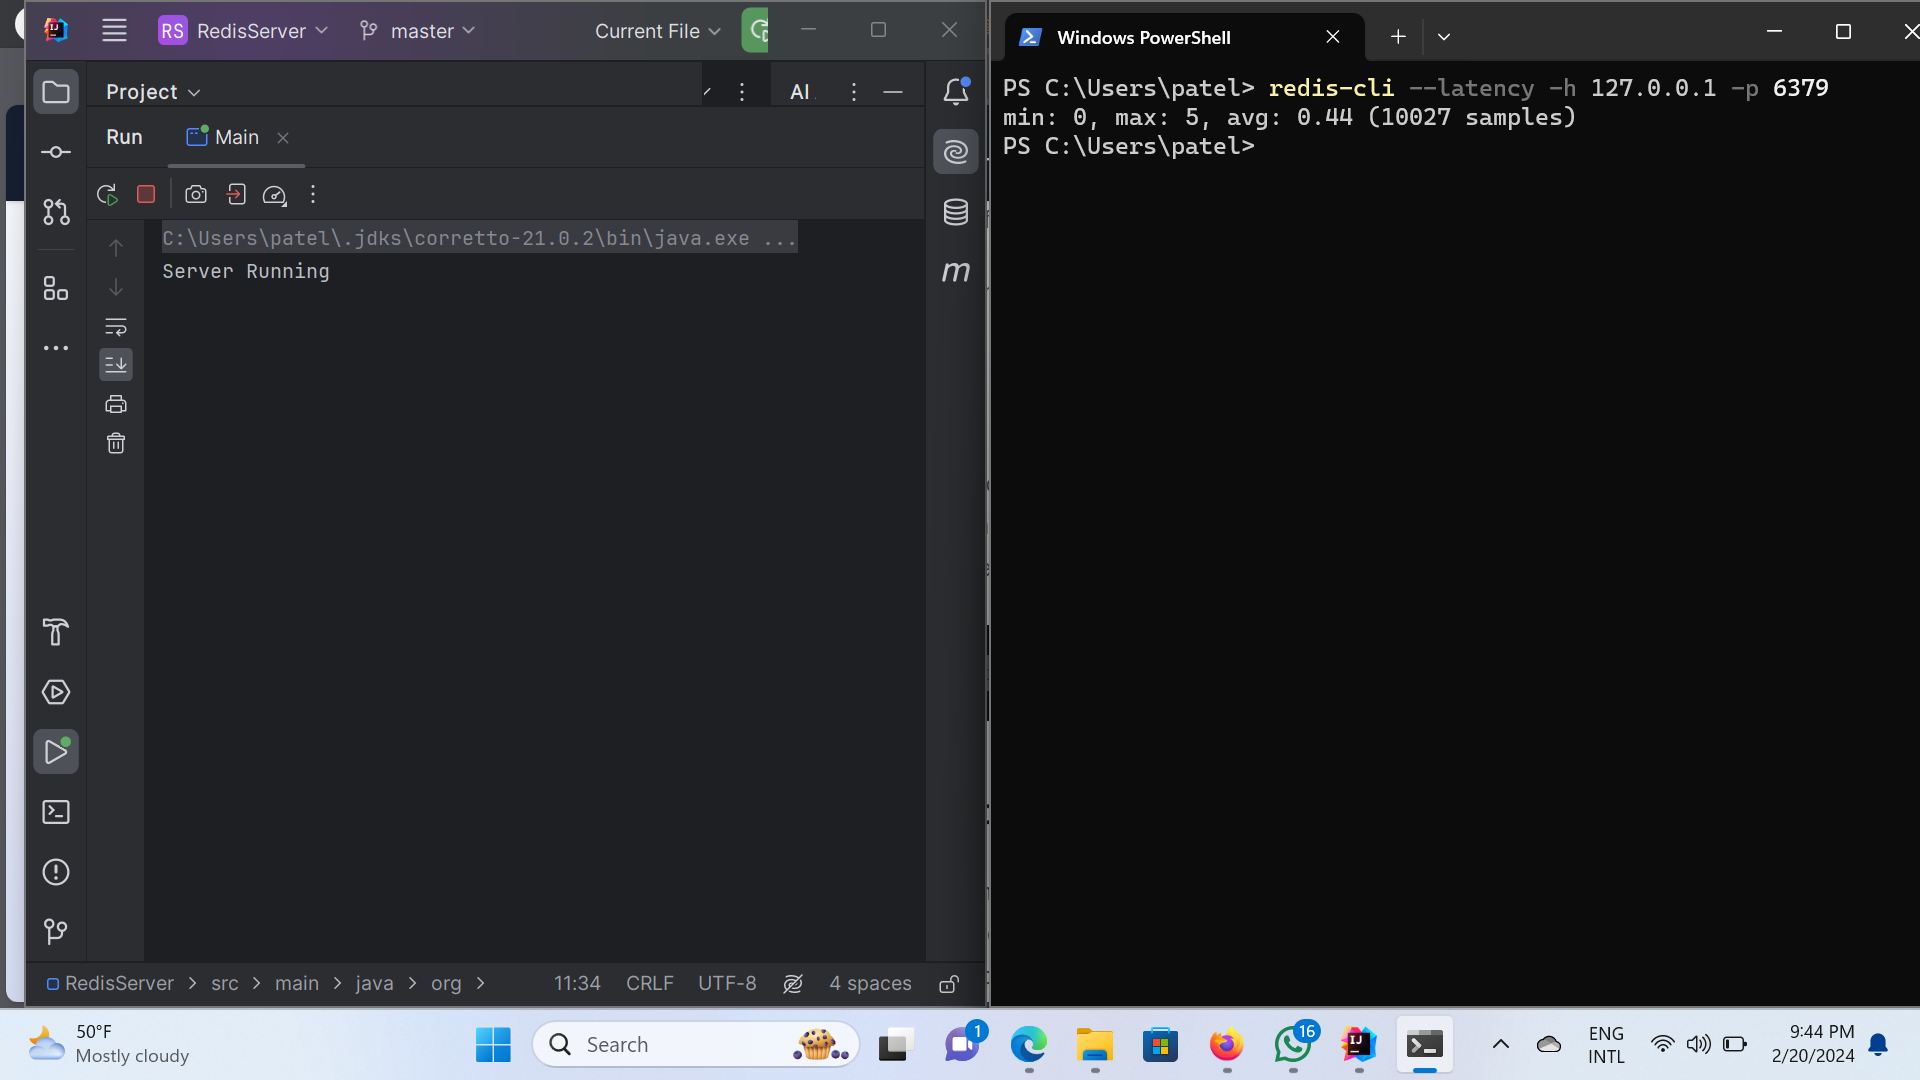 RS RedisServer master Current File
Project AI
Run Main
C:\Users\patel\.jdks\corretto-21.0.2\bin\java.exe ...
Server Running
m
RedisServer > src > main > java > org >
11:34 CRLF UTF-8 4 spaces
Windows PowerShell
PS C:\Users\patel> redis-cli --latency -h 127.0.0.1 -p 6379
min: 0, max: 5, avg: 0.44 (10027 samples)
PS C:\Users\patel>
50°F
Mostly cloudy
Search
1
16
IJ
ENG
INTL
9:44 PM
2/20/2024